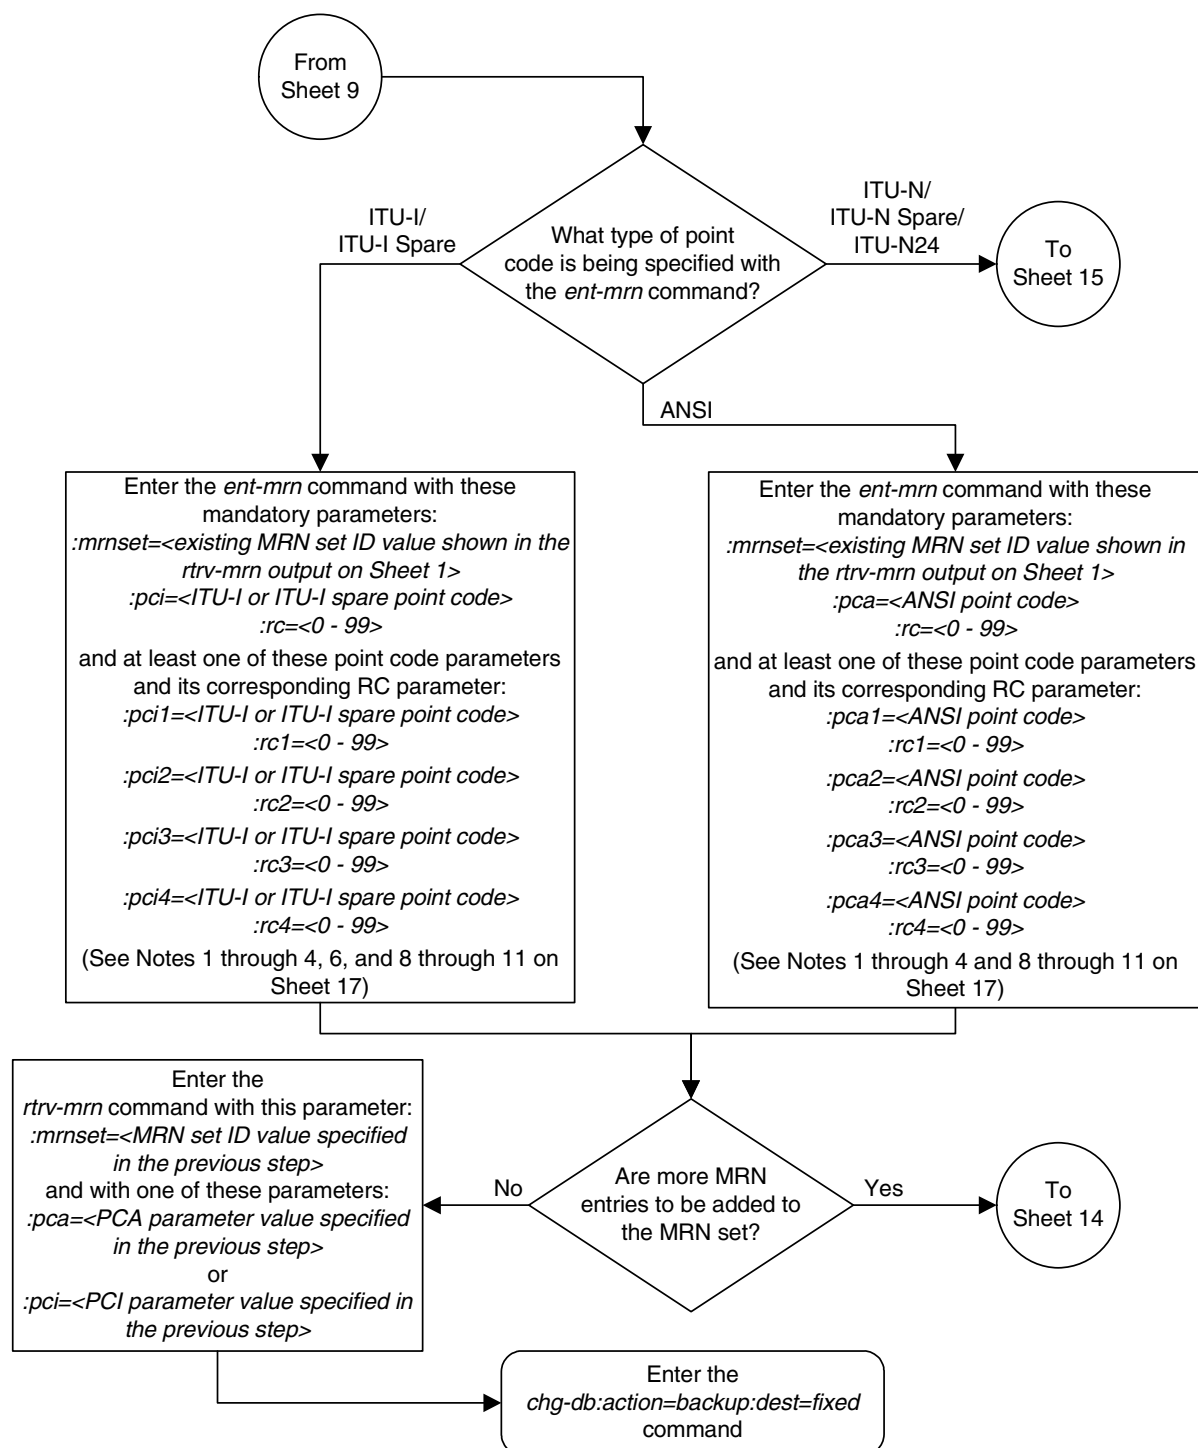 From
Sheet 9
ITU-I/
ITU-I Spare
What type of point
code is being specified with
the ent-mrn command?
ITU-N/
ITU-N Spare/
ITU-N24
To
Sheet 15
ANSI
Enter the ent-mrn command with these
mandatory parameters:
:mrnset=<existing MRN set ID value shown in the
rtrv-mrn output on Sheet 1>
:pci=<ITU-I or ITU-I spare point code>
:rc=<0 - 99>
and at least one of these point code parameters
and its corresponding RC parameter:
:pci1=<ITU-I or ITU-I spare point code>
:rc1=<0 - 99>
:pci2=<ITU-I or ITU-I spare point code>
:rc2=<0 - 99>
:pci3=<ITU-I or ITU-I spare point code>
:rc3=<0 - 99>
:pci4=<ITU-I or ITU-I spare point code>
:rc4=<0 - 99>
(See Notes 1 through 4, 6, and 8 through 11 on
Sheet 17)
Enter the ent-mrn command with these
mandatory parameters:
:mrnset=<existing MRN set ID value shown in
the rtrv-mrn output on Sheet 1>
:pca=<ANSI point code>
:rc=<0 - 99>
and at least one of these point code parameters
and its corresponding RC parameter:
:pca1=<ANSI point code>
:rc1=<0 - 99>
:pca2=<ANSI point code>
:rc2=<0 - 99>
:pca3=<ANSI point code>
:rc3=<0 - 99>
:pca4=<ANSI point code>
:rc4=<0 - 99>
(See Notes 1 through 4 and 8 through 11 on
Sheet 17)
Enter the
rtrv-mrn command with this parameter:
:mrnset=<MRN set ID value specified
in the previous step>
and with one of these parameters:
:pca=<PCA parameter value specified
in the previous step>
or
:pci=<PCI parameter value specified in
the previous step>
No
Are more MRN
entries to be added to
the MRN set?
Yes
To
Sheet 14
Enter the
chg-db:action=backup:dest=fixed
command